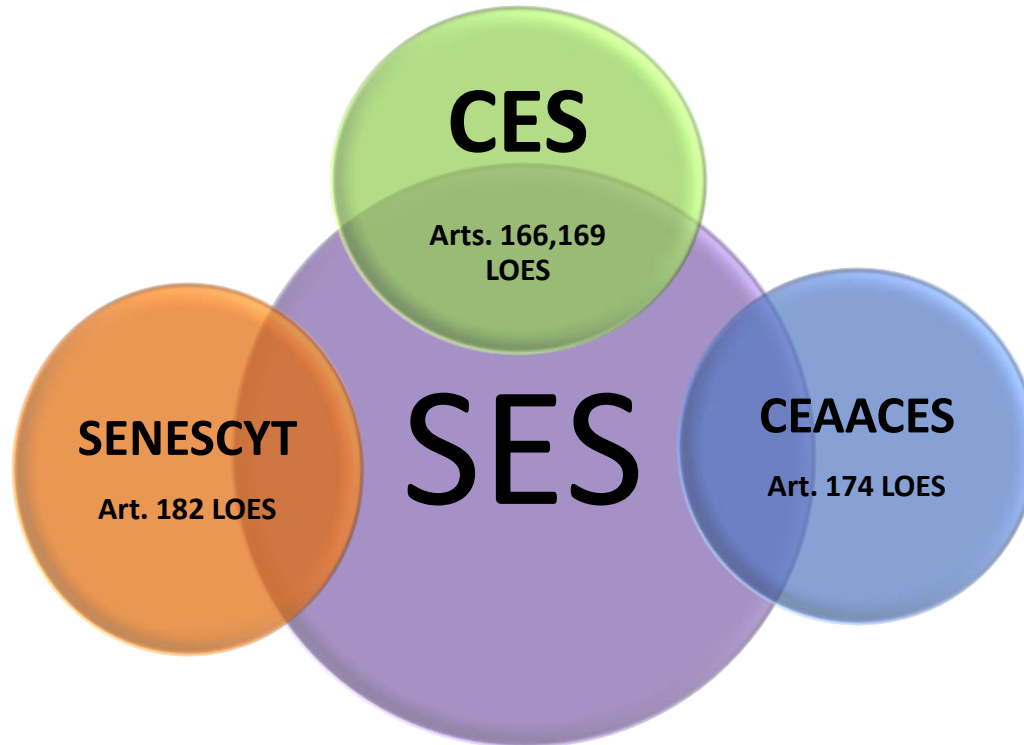 CES
Arts. 166,169
LOES
SENESCYT
Art. 182 LOES
SES
CEAACES
Art. 174 LOES